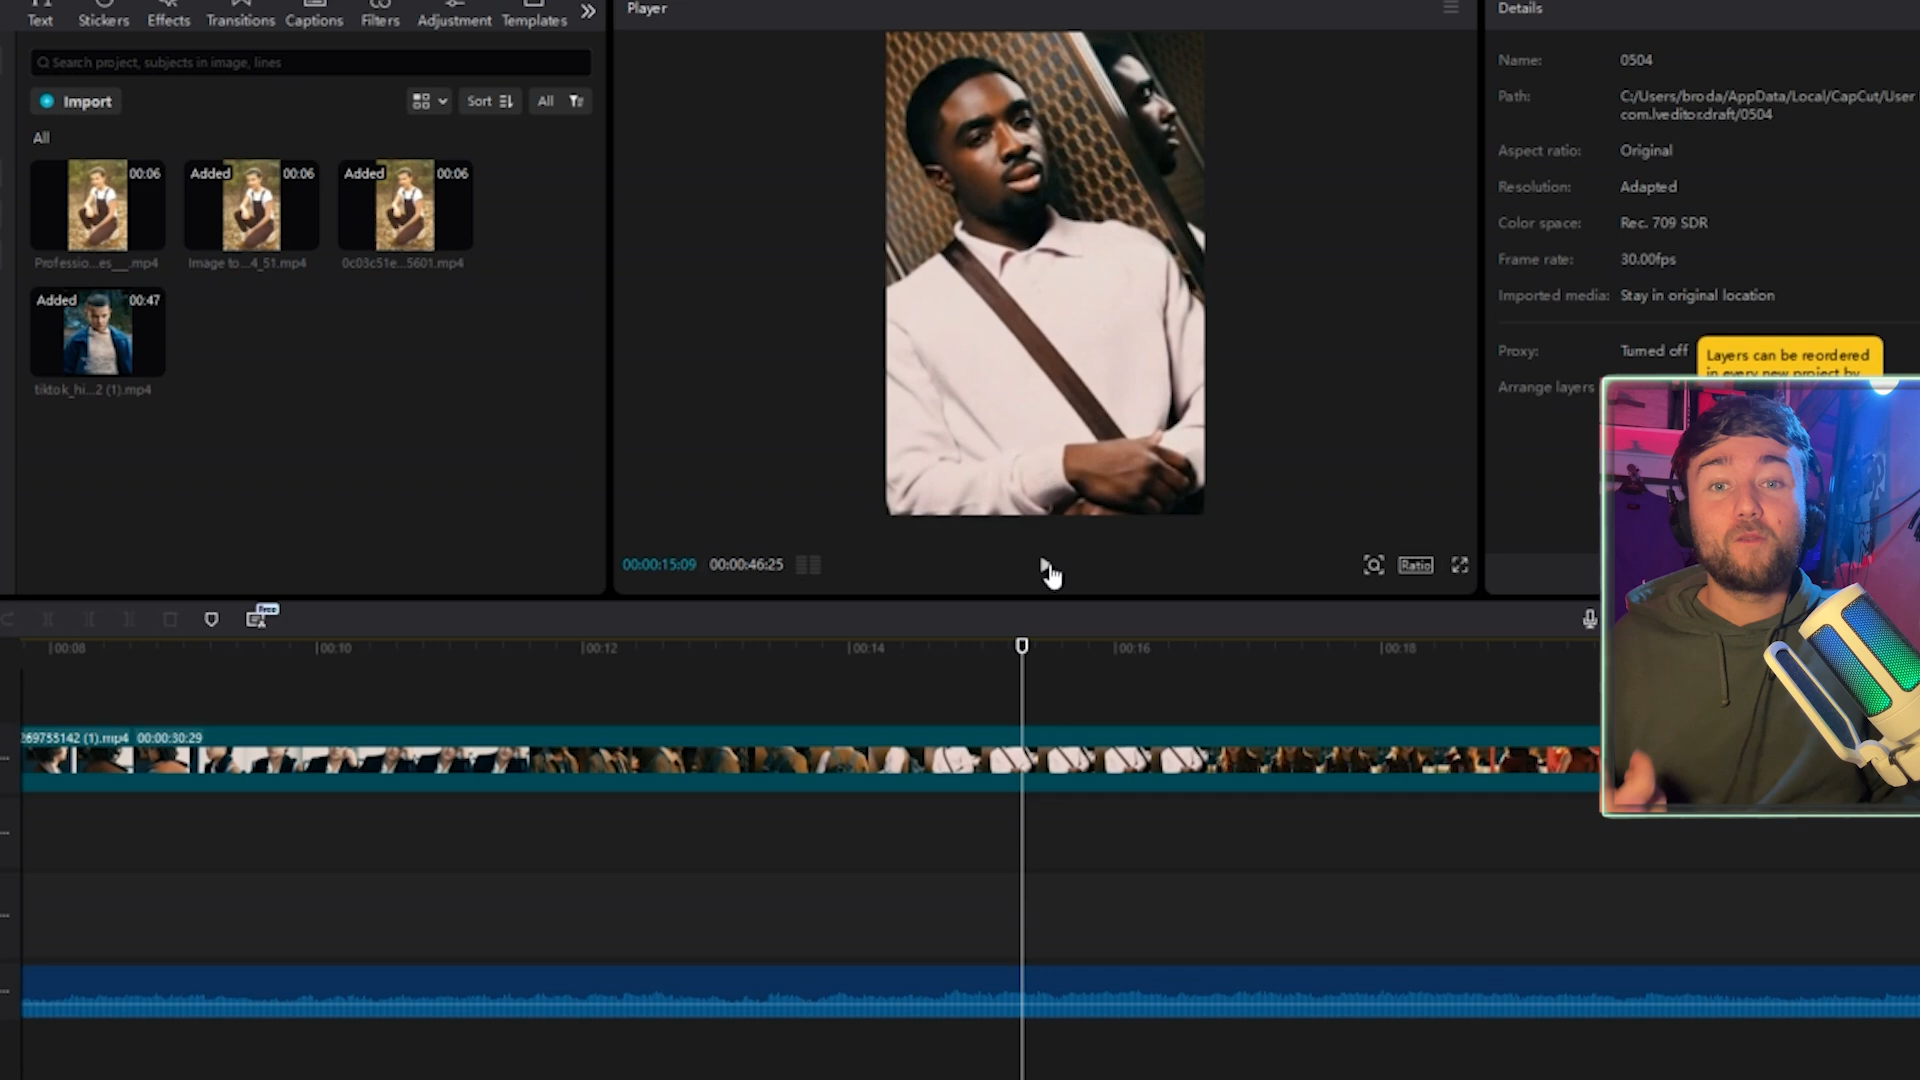 Text
Stickers
Effects
Transitions
Captions
Filters
Adjustment
Templates
Search project, subjects in image, lines
Import
Sort
All
All
00:06
Added
00:06
Added
00:06
Professio...es___.mp4
Image to...4_51.mp4
0c03c51e...5601.mp4
Added
00:47
tiktok_hi...2 (1).mp4
Player
00:00:15:09
00:00:46:25
Ratio
Details
Name:
0504
Path:
C:/Users/broda/AppData/Local/CapCut/User
com.lveditor.draft/0504
Aspect ratio:
Original
Resolution:
Adapted
Color space:
Rec. 709 SDR
Frame rate:
30.00fps
Imported media:
Stay in original location
Proxy:
Turned off
Layers can be reordered
in every new project by
Arrange layers
Free
00:08
00:10
00:12
00:14
00:16
00:18
269755142 (1).mp4 00:00:30:29